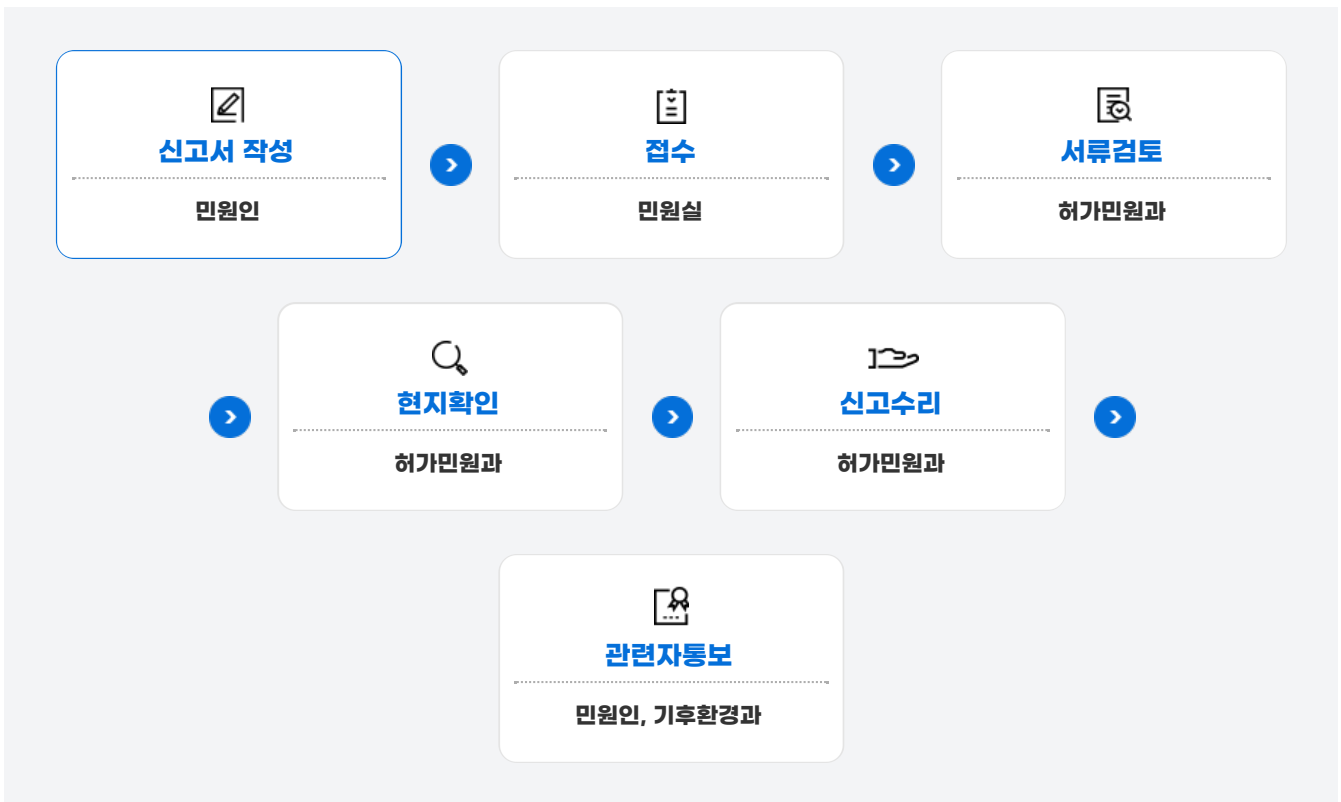 신고서 작성
민원인
접수
민원실
서류검토
허가민원과
현지확인
허가민원과
신고수리
허가민원과
관련자통보
민원인, 기후환경과